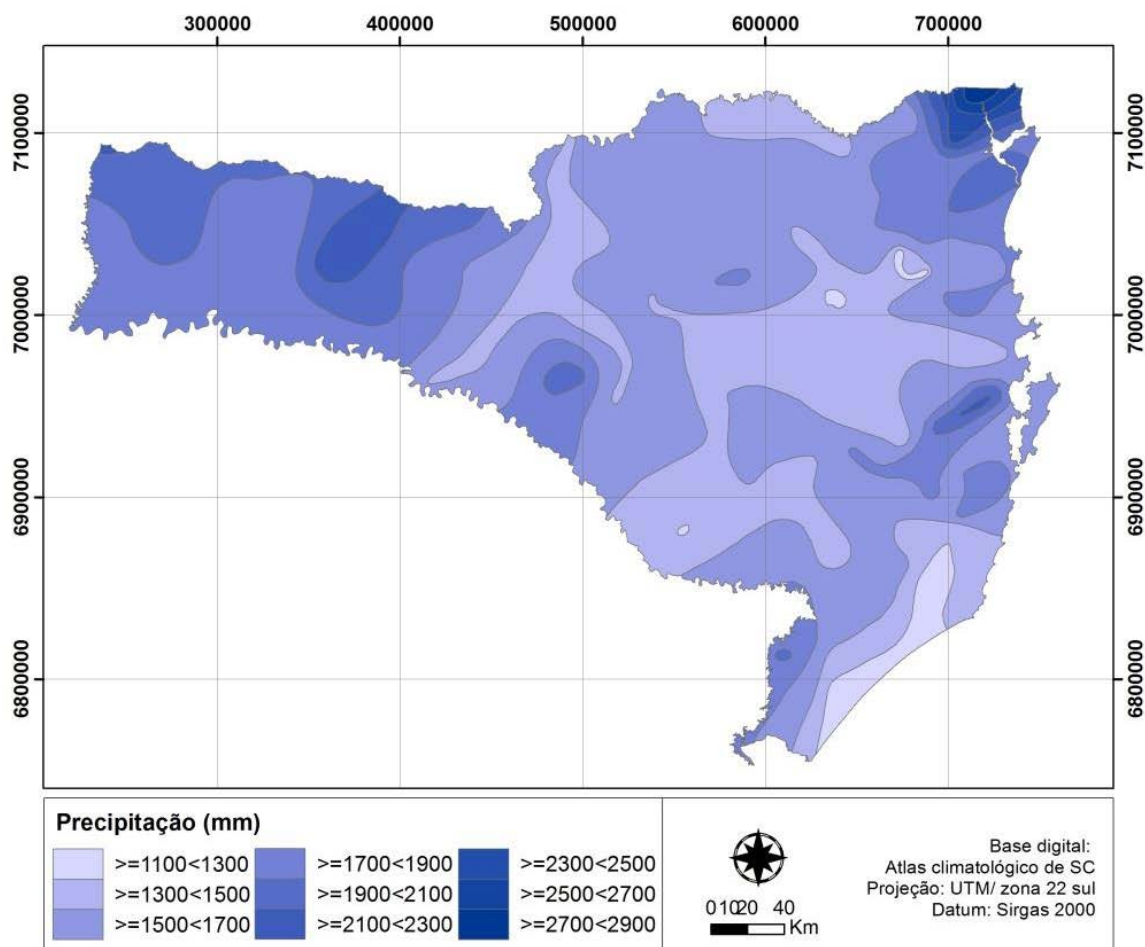 300000 400000 500000 600000 700000
7100000 7100000
7000000 7000000
6900000 6900000
6800000 6800000
Precipitação (mm)
>=1100<1300 >=1700<1900 >=2300<2500
>=1300<1500 >=1900<2100 >=2500<2700
>=1500<1700 >=2100<2300 >=2700<2900
0 10 20 40
Km
Base digital:
Atlas climatológico de SC
Projeção: UTM/ zona 22 sul
Datum: Sirgas 2000